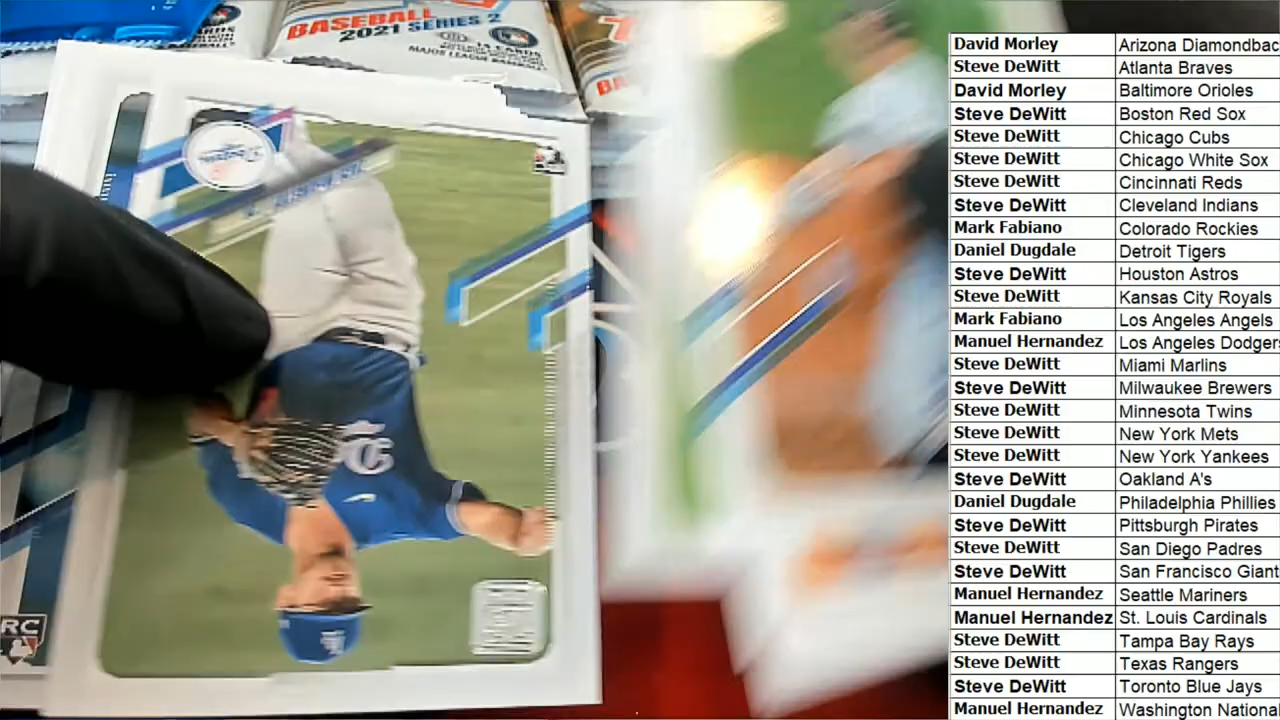 BASEBALL
2021 SERIES 2
14 CARDS
MAJOR LEAGUE BASEBALL
RC
David Morley Arizona Diamondbac
Steve DeWitt Atlanta Braves
David Morley Baltimore Orioles
Steve DeWitt Boston Red Sox
Steve DeWitt Chicago Cubs
Steve DeWitt Chicago White Sox
Steve DeWitt Cincinnati Reds
Steve DeWitt Cleveland Indians
Mark Fabiano Colorado Rockies
Daniel Dugdale Detroit Tigers
Steve DeWitt Houston Astros
Steve DeWitt Kansas City Royals
Mark Fabiano Los Angeles Angels
Manuel Hernandez Los Angeles Dodgers
Steve DeWitt Miami Marlins
Steve DeWitt Milwaukee Brewers
Steve DeWitt Minnesota Twins
Steve DeWitt New York Mets
Steve DeWitt New York Yankees
Steve DeWitt Oakland A's
Daniel Dugdale Philadelphia Phillies
Steve DeWitt Pittsburgh Pirates
Steve DeWitt San Diego Padres
Steve DeWitt San Francisco Giant
Manuel Hernandez Seattle Mariners
Manuel Hernandez St. Louis Cardinals
Steve DeWitt Tampa Bay Rays
Steve DeWitt Texas Rangers
Steve DeWitt Toronto Blue Jays
Manuel Hernandez Washington Nationa